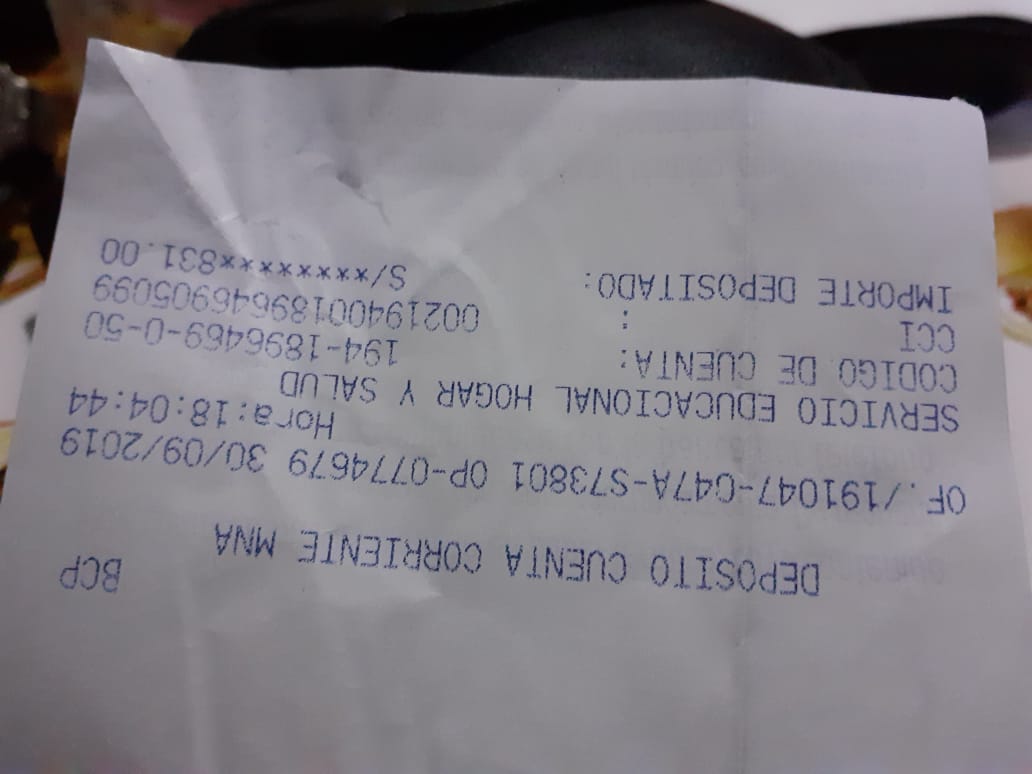 BCP
DEPOSITO CUENTA CORRIENTE MNA
OF./191047-C47A-S73801 OP-0774679 30/09/2019
Hora:18:04:44
SERVICIO EDUCACIONAL HOGAR Y SALUD
CODIGO DE CUENTA: 194-1896469-0-50
CCI : 00219400189646905099
IMPORTE DEPOSITADO: S/*********831.00